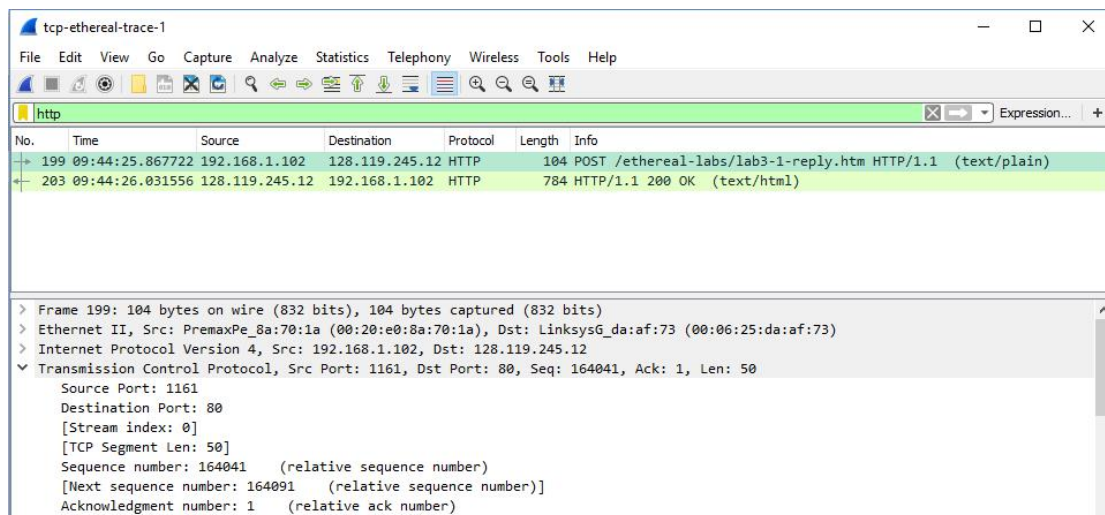 tcp-ethereal-trace-1
File Edit View Go Capture Analyze Statistics Telephony Wireless Tools Help
http Expression... +
No. Time Source Destination Protocol Length Info
199 09:44:25.867722 192.168.1.102 128.119.245.12 HTTP 104 POST /ethereal-labs/lab3-1-reply.htm HTTP/1.1 (text/plain)
203 09:44:26.031556 128.119.245.12 192.168.1.102 HTTP 784 HTTP/1.1 200 OK (text/html)
> Frame 199: 104 bytes on wire (832 bits), 104 bytes captured (832 bits)
> Ethernet II, Src: PremaxPe_8a:70:1a (00:20:e0:8a:70:1a), Dst: LinksysG_da:af:73 (00:06:25:da:af:73)
> Internet Protocol Version 4, Src: 192.168.1.102, Dst: 128.119.245.12
Transmission Control Protocol, Src Port: 1161, Dst Port: 80, Seq: 164041, Ack: 1, Len: 50
Source Port: 1161
Destination Port: 80
[Stream index: 0]
[TCP Segment Len: 50]
Sequence number: 164041 (relative sequence number)
[Next sequence number: 164091 (relative sequence number)]
Acknowledgment number: 1 (relative ack number)